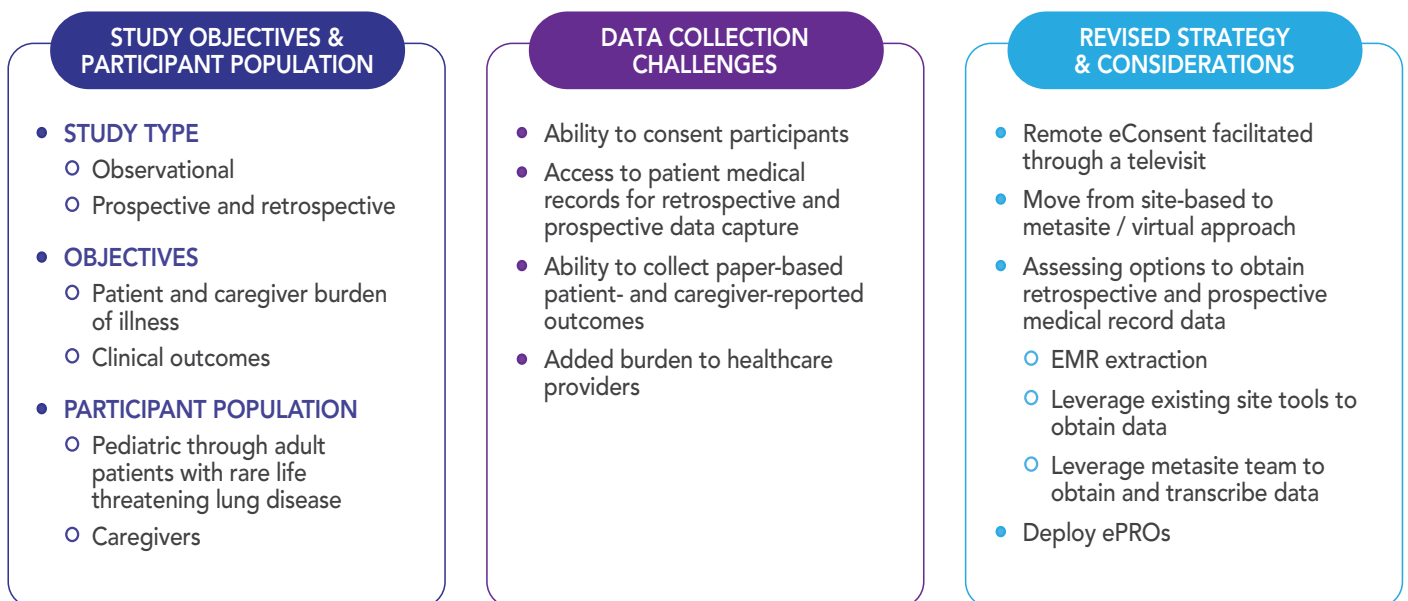 STUDY OBJECTIVES &
PARTICIPANT POPULATION
STUDY TYPE
Observational
Prospective and retrospective
OBJECTIVES
Patient and caregiver burden
of illness
Clinical outcomes
PARTICIPANT POPULATION
Pediatric through adult
patients with rare life
threatening lung disease
Caregivers
DATA COLLECTION
CHALLENGES
Ability to consent participants
Access to patient medical
records for retrospective and
prospective data capture
Ability to collect paper-based
patient- and caregiver-reported
outcomes
Added burden to healthcare
providers
REVISED STRATEGY
& CONSIDERATIONS
Remote eConsent facilitated
through a televisit
Move from site-based to
metasite / virtual approach
Assessing options to obtain
retrospective and prospective
medical record data
EMR extraction
Leverage existing site tools to
obtain data
Leverage metasite team to
obtain and transcribe data
Deploy ePROs